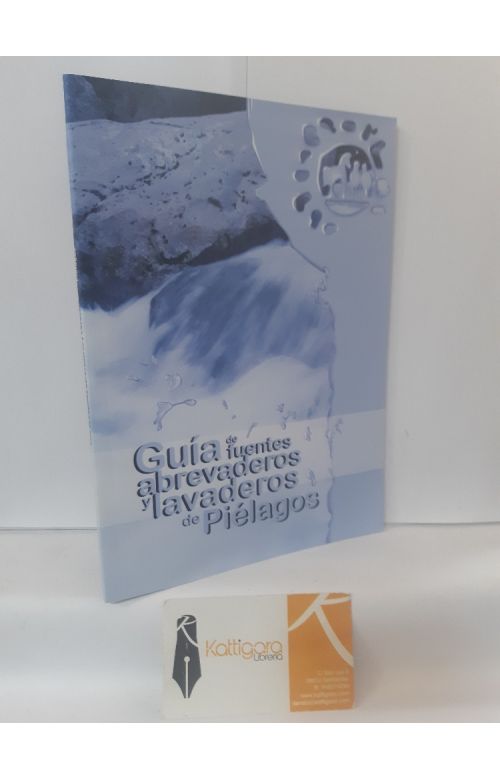 Guía de fuentes
abrevaderos
y lavaderos
de Piélagos
R
Kattigara
Librería
R